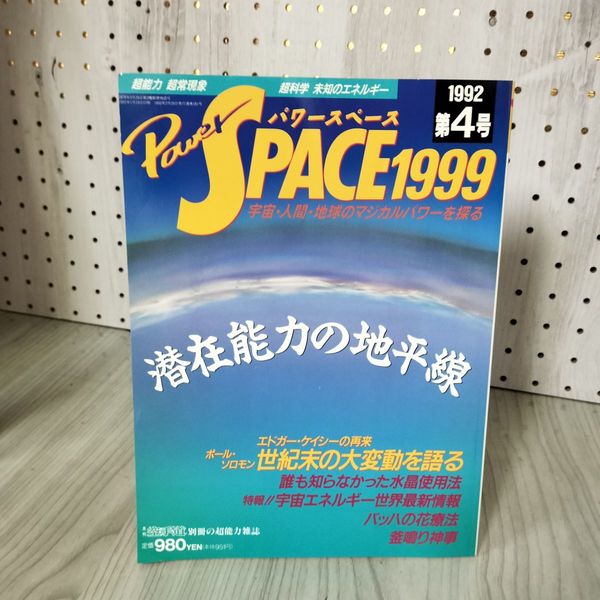 超能力 超常現象
超科学 未知のエネルギー
1992
第4号
Power
パワースペース
SPACE1999
宇宙・人間・地球のマジカルパワーを探る
潜在能力の地平線
エドガー・ケイシーの再来
ポール・ソロモン
世紀末の大変動を語る
誰も知らなかった水晶使用法
特報!!宇宙エネルギー世界最新情報
バッハの花療法
釜鳴り神事
別冊の超能力雑誌
定価980YEN(本体951円)